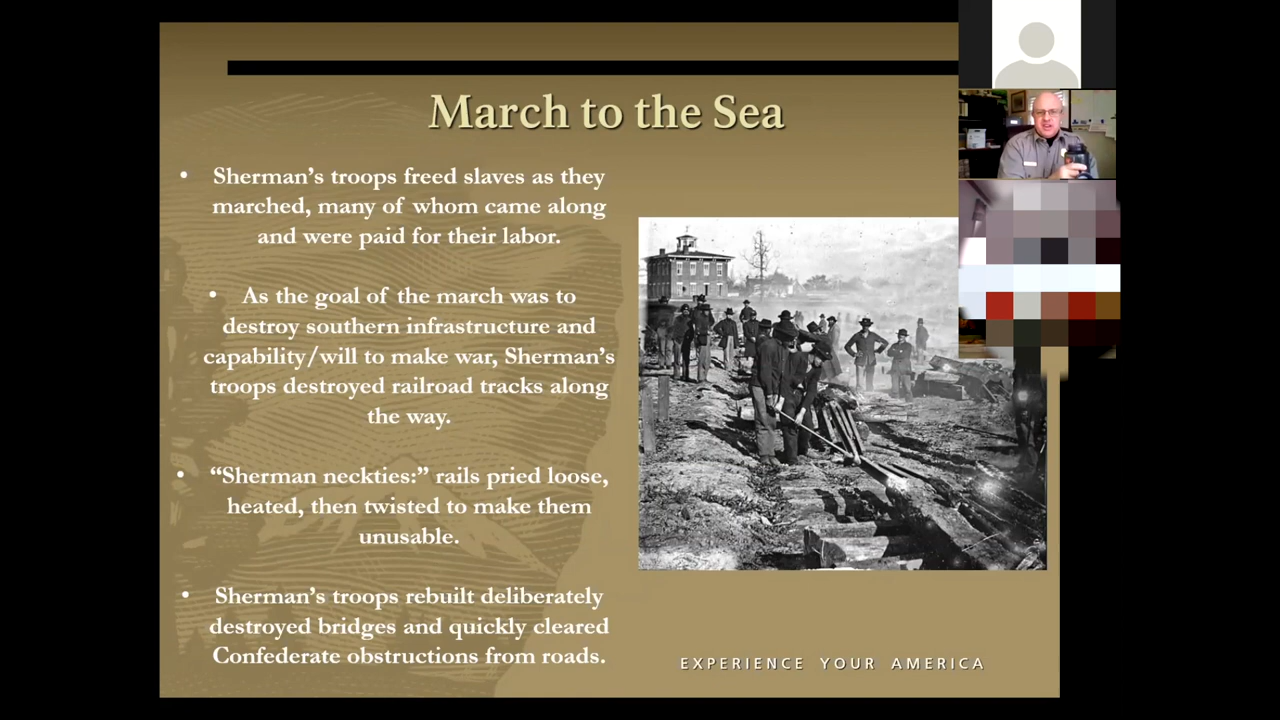 March to the Sea
• Sherman’s troops freed slaves as they
marched, many of whom came along
and were paid for their labor.
• As the goal of the march was to
destroy southern infrastructure and
capability/will to make war, Sherman’s
troops destroyed railroad tracks along
the way.
• “Sherman neckties:” rails pried loose,
heated, then twisted to make them
unusable.
• Sherman’s troops rebuilt deliberately
destroyed bridges and quickly cleared
Confederate obstructions from roads.
EXPERIENCE YOUR AMERICA